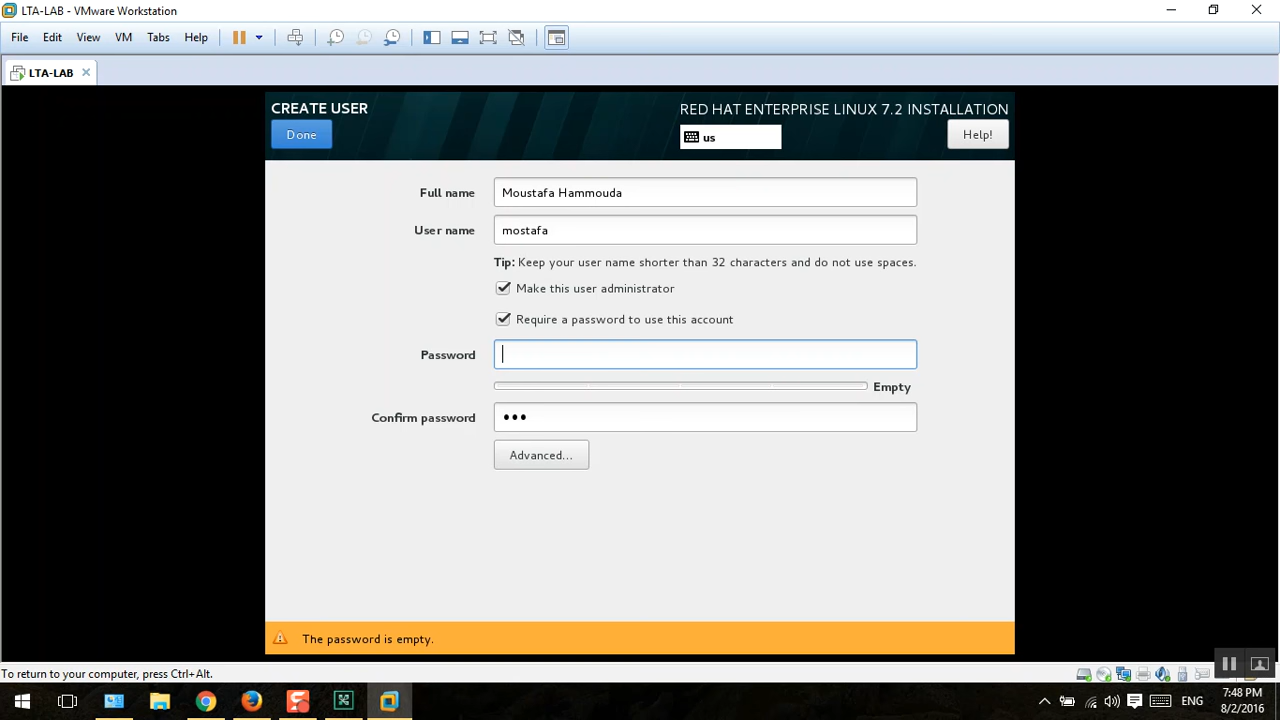 LTA-LAB - VMware Workstation
File Edit View VM Tabs Help
LTA-LAB
CREATE USER
RED HAT ENTERPRISE LINUX 7.2 INSTALLATION
Done
us
Help!
Full name
Moustafa Hammouda
User name
mostafa
Tip: Keep your user name shorter than 32 characters and do not use spaces.
Make this user administrator
Require a password to use this account
Password
Empty
Confirm password
•••
Advanced...
The password is empty.
To return to your computer, press Ctrl+Alt.
ENG
7:48 PM
8/2/2016